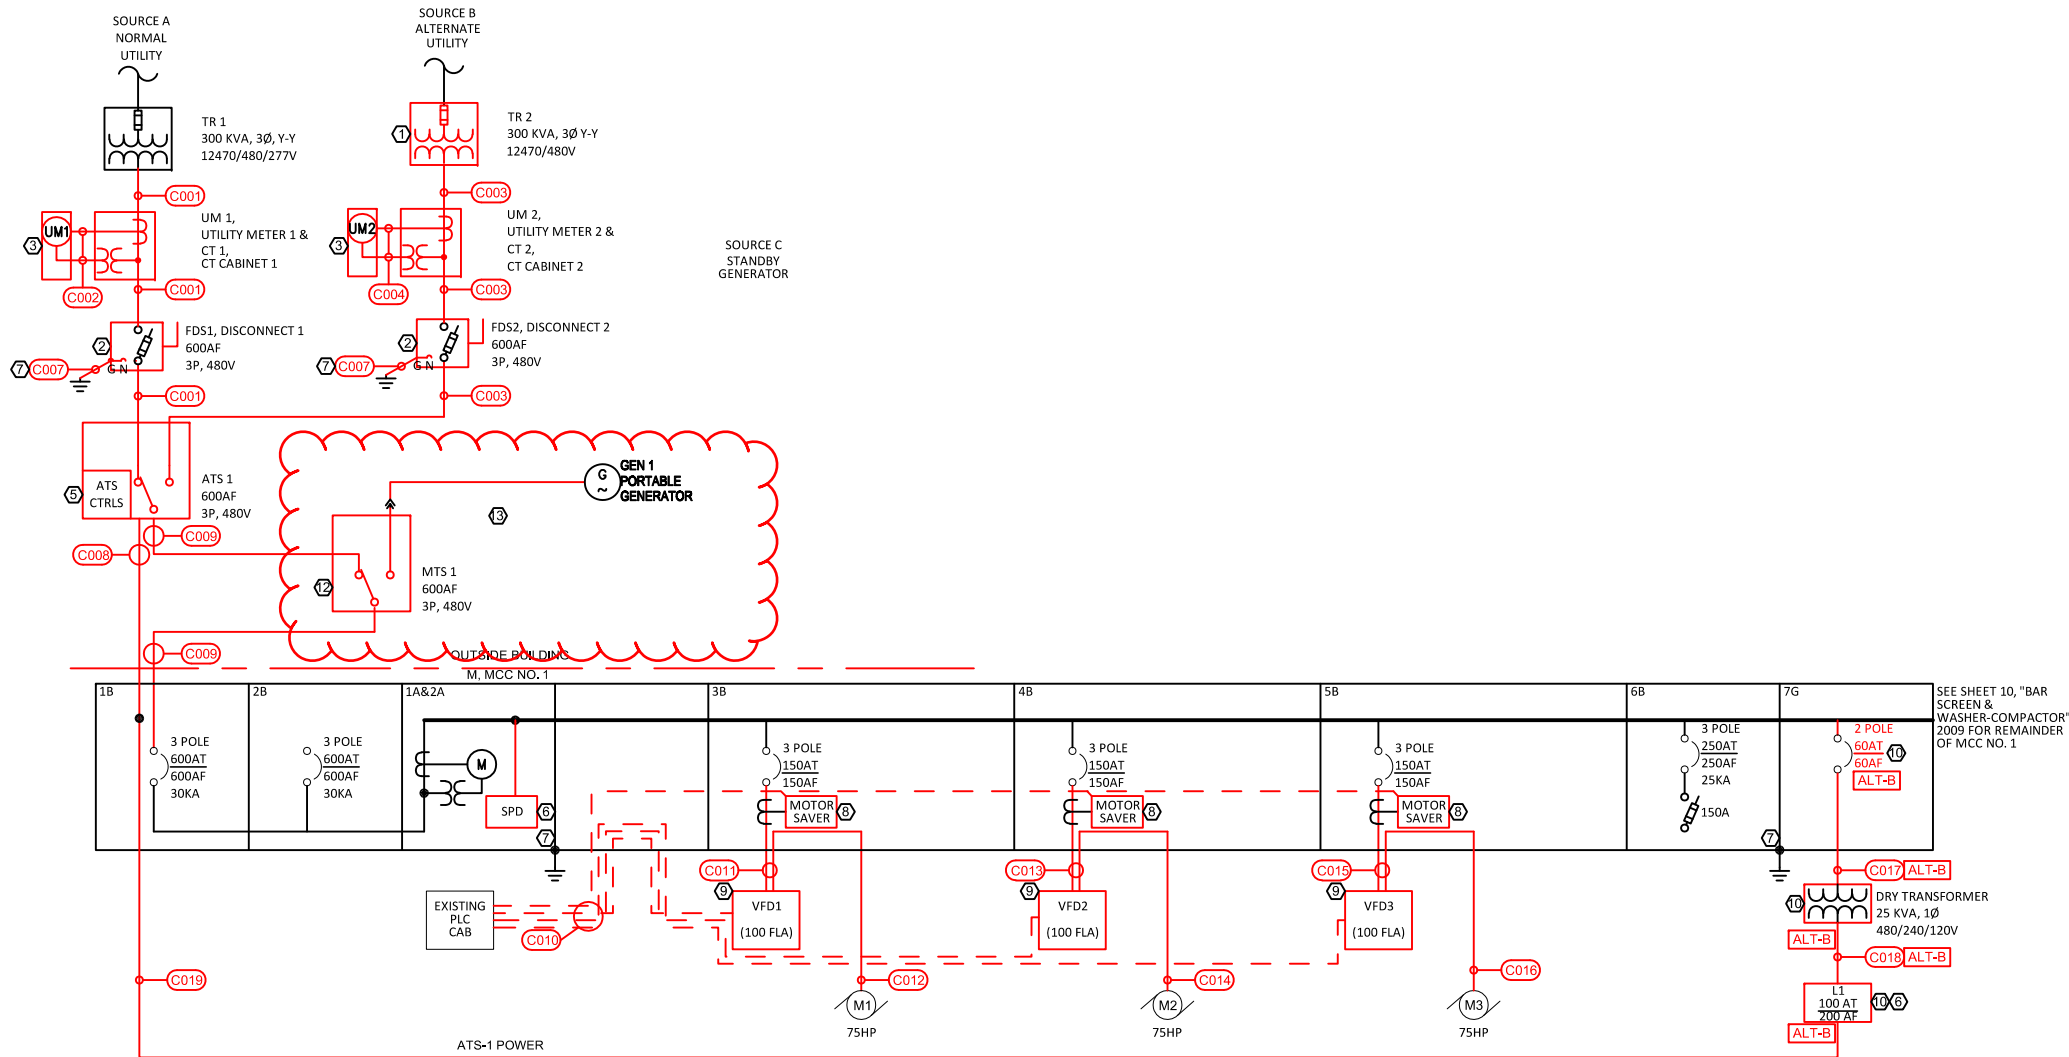 SOURCE A
NORMAL
UTILITY
SOURCE B
ALTERNATE
UTILITY
TR 1
300 KVA, 3Ø, Y-Y
12470/480/277V
1
TR 2
300 KVA, 3Ø Y-Y
12470/480V
C001
C003
3
UM1
UM 1,
UTILITY METER 1 &
CT 1,
CT CABINET 1
3
UM2
UM 2,
UTILITY METER 2 &
CT 2,
CT CABINET 2
SOURCE C
STANDBY
GENERATOR
C002
C001
C004
C003
2
FDS1, DISCONNECT 1
600AF
3P, 480V
7
C007
G N
2
FDS2, DISCONNECT 2
600AF
3P, 480V
7
C007
G N
C001
C003
5
ATS
CTRLS
ATS 1
600AF
3P, 480V
G
~
GEN 1
PORTABLE
GENERATOR
13
C009
C008
12
MTS 1
600AF
3P, 480V
C009
OUTSIDE BUILDING
M, MCC NO. 1
1B
2B
1A&2A
3B
4B
5B
6B
7G
SEE SHEET 10, "BAR
SCREEN &
WASHER-COMPACTOR"
2009 FOR REMAINDER
OF MCC NO. 1
3 POLE
600AT
600AF
30KA
3 POLE
600AT
600AF
30KA
M
SPD
6
7
3 POLE
150AT
150AF
MOTOR
SAVER
8
3 POLE
150AT
150AF
MOTOR
SAVER
8
3 POLE
150AT
150AF
MOTOR
SAVER
8
3 POLE
250AT
250AF
25KA
150A
7
2 POLE
60AT
60AF
10
ALT-B
C011
C013
C015
C017
ALT-B
EXISTING
PLC
CAB
C010
9
VFD1
(100 FLA)
9
VFD2
(100 FLA)
9
VFD3
(100 FLA)
10
DRY TRANSFORMER
25 KVA, 1Ø
480/240/120V
ALT-B
C018
ALT-B
C019
C012
C014
C016
M1
75HP
M2
75HP
M3
75HP
L1
100 AT
200 AF
10
6
ALT-B
ATS-1 POWER